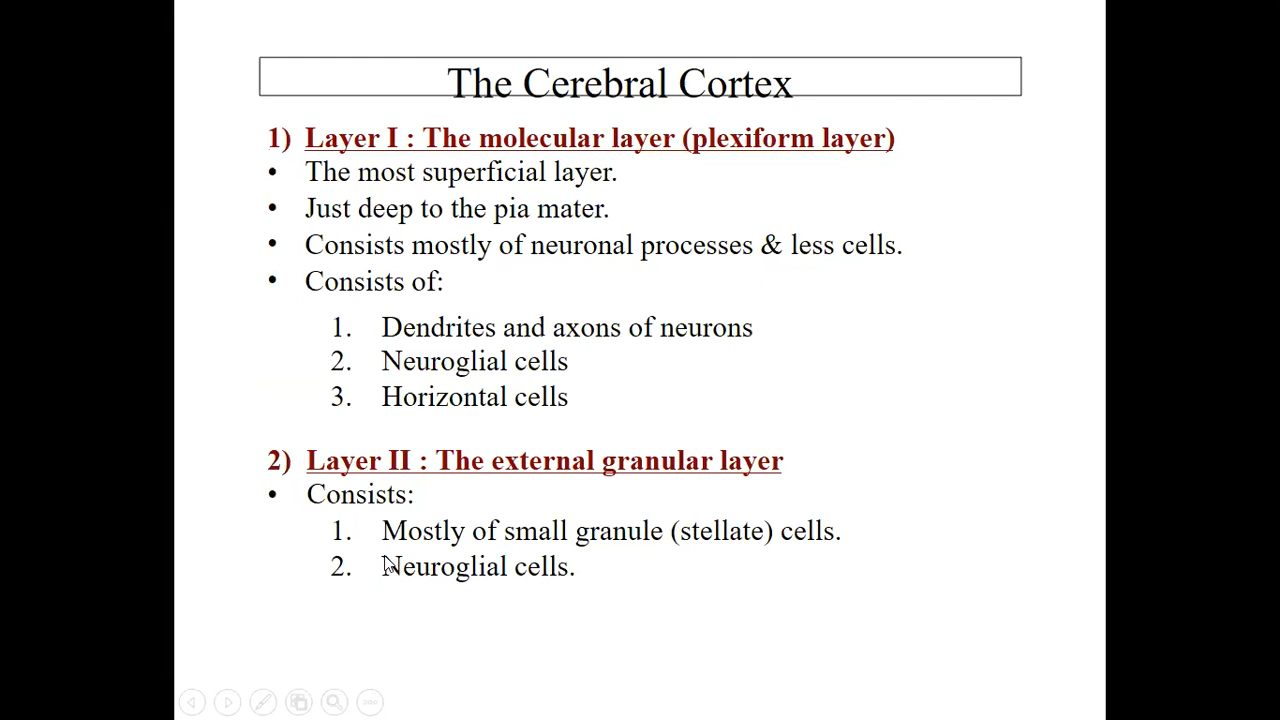 The Cerebral Cortex
1) Layer I : The molecular layer (plexiform layer)
• The most superficial layer.
• Just deep to the pia mater.
• Consists mostly of neuronal processes & less cells.
• Consists of:
1. Dendrites and axons of neurons
2. Neuroglial cells
3. Horizontal cells
2) Layer II : The external granular layer
• Consists:
1. Mostly of small granule (stellate) cells.
2. Neuroglial cells.